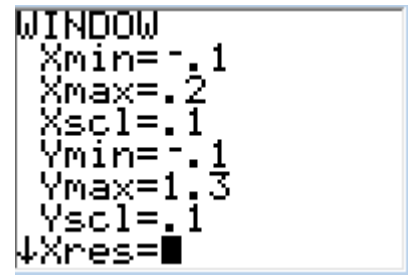 WINDOW
Xmin=-.1
Xmax=.2
Xscl=.1
Ymin=-.1
Ymax=1.3
Yscl=.1
↓Xres=